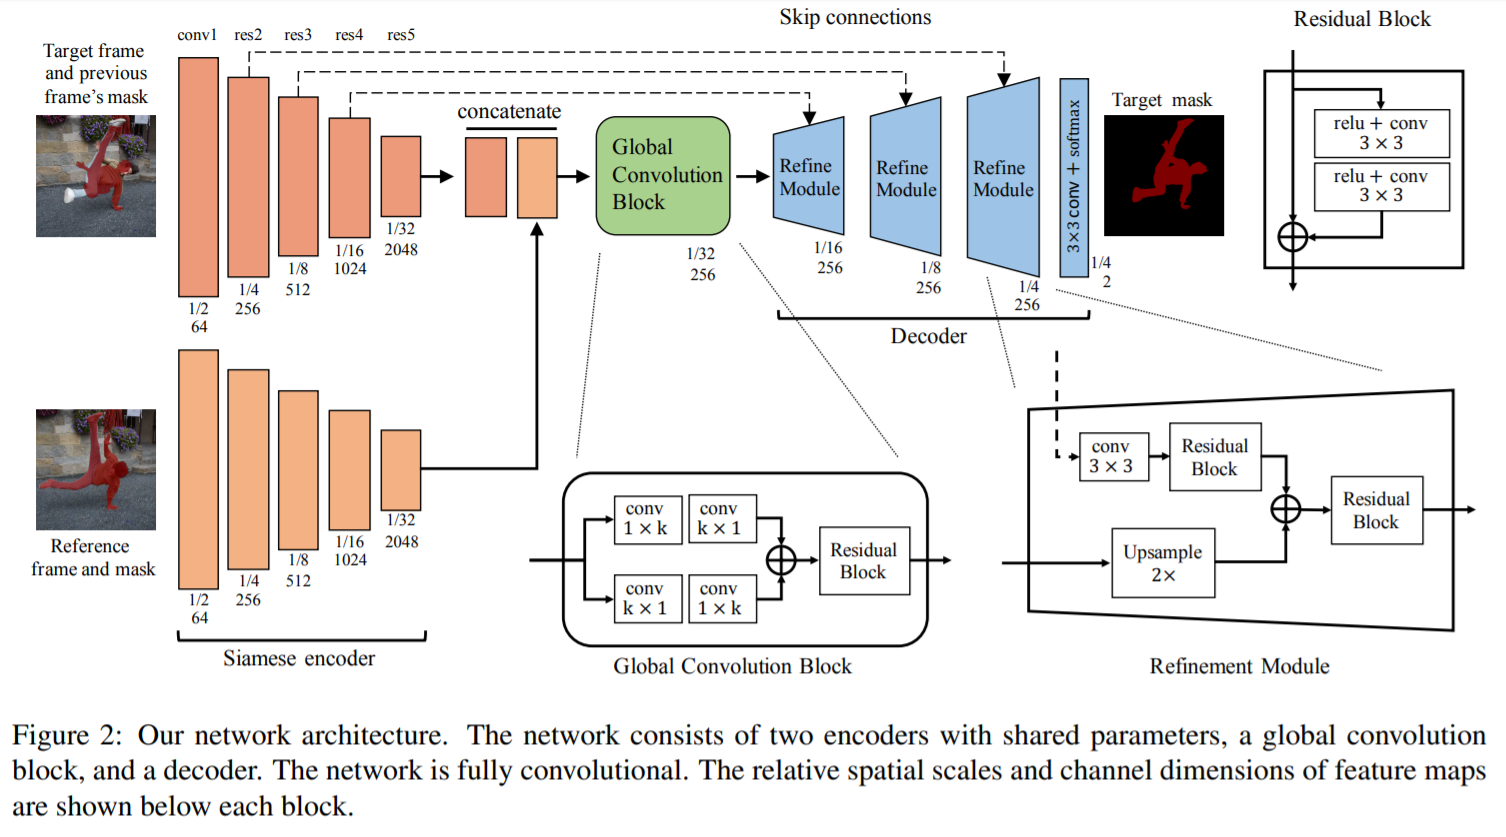 Skip connections
Residual Block
conv1 res2 res3 res4 res5
Target frame
and previous
frame's mask
concatenate
Global
Convolution
Block
Refine
Module
Refine
Module
Refine
Module
3×3 conv + softmax
Target mask
relu + conv
3 × 3
relu + conv
3 × 3
1/2
64
1/4
256
1/8
512
1/16
1024
1/32
2048
1/32
256
1/16
256
1/8
256
1/4
256
1/4
2
Decoder
Reference
frame and mask
1/2
64
1/4
256
1/8
512
1/16
1024
1/32
2048
Siamese encoder
conv
1 × k
conv
k × 1
conv
k × 1
conv
1 × k
Residual
Block
Global Convolution Block
conv
3 × 3
Residual
Block
Upsample
2×
Residual
Block
Refinement Module
Figure 2: Our network architecture. The network consists of two encoders with shared parameters, a global convolution
block, and a decoder. The network is fully convolutional. The relative spatial scales and channel dimensions of feature maps
are shown below each block.